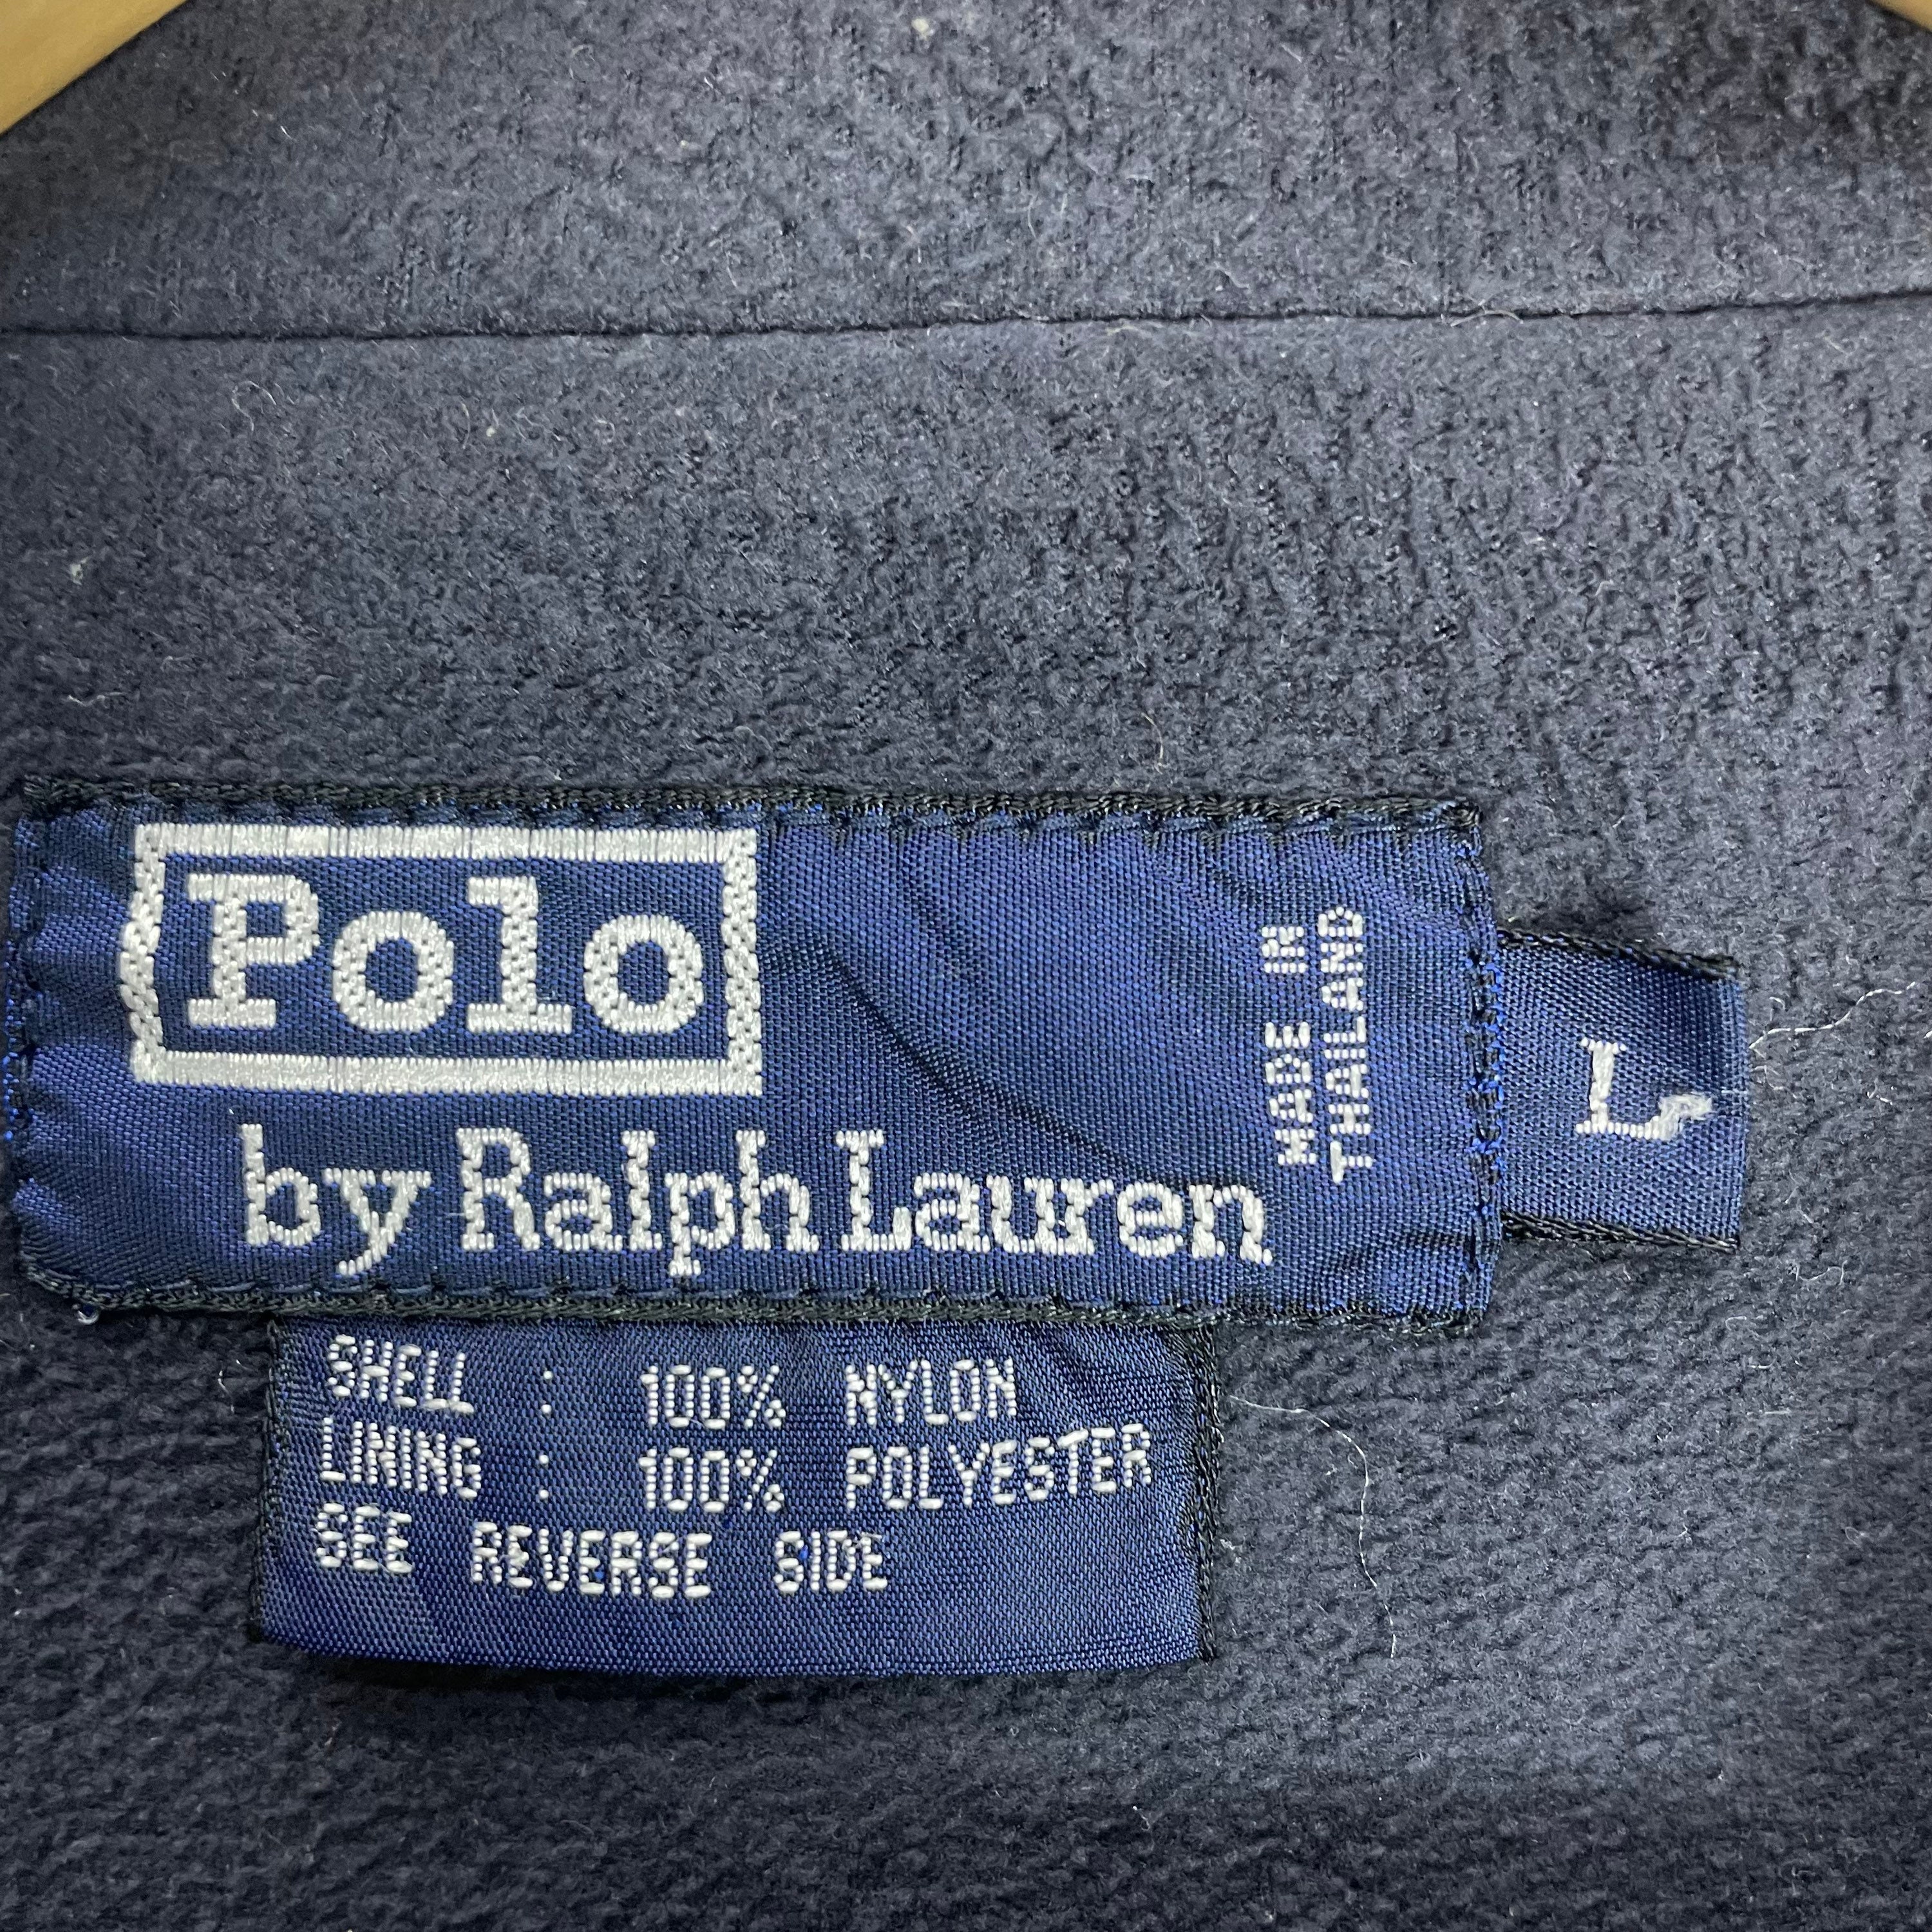 Polo
by Ralph Lauren
MADE IN
THAILAND
L
SHELL : 100% NYLON
LINING : 100% POLYESTER
SEE REVERSE SIDE